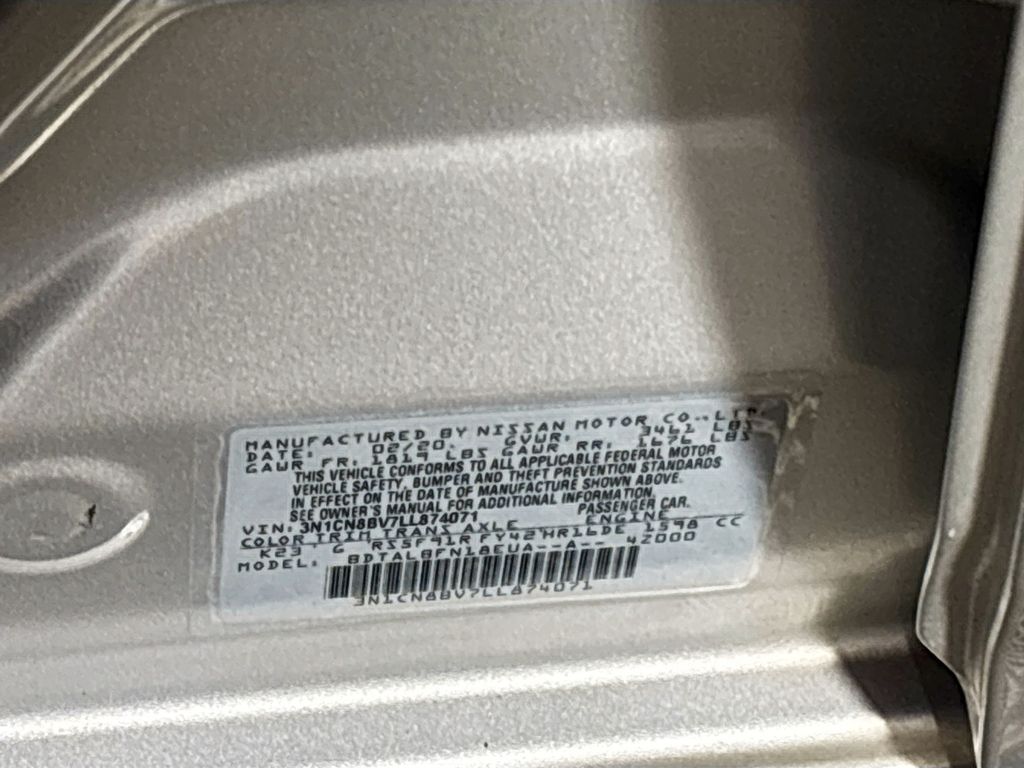 MANUFACTURED BY NISSAN MOTOR CO., LTD.
DATE: 02/20. GVWR: 3461 LBS
GAWR FR: 1819 LBS GAWR RR: 1676 LBS
THIS VEHICLE CONFORMS TO ALL APPLICABLE FEDERAL MOTOR
VEHICLE SAFETY, BUMPER AND THEFT PREVENTION STANDARDS
IN EFFECT ON THE DATE OF MANUFACTURE SHOWN ABOVE.
SEE OWNER'S MANUAL FOR ADDITIONAL INFORMATION.
VIN: 3N1CN8BV7LL874071 PASSENGER CAR.
COLOR TRIM TRANS AXLE ENGINE
K23 G RS5F91R FY42 HR16DE 1598 CC
MODEL: BDTALBFN18EUA--A-- 42000
3N1CN8BV7LL874071